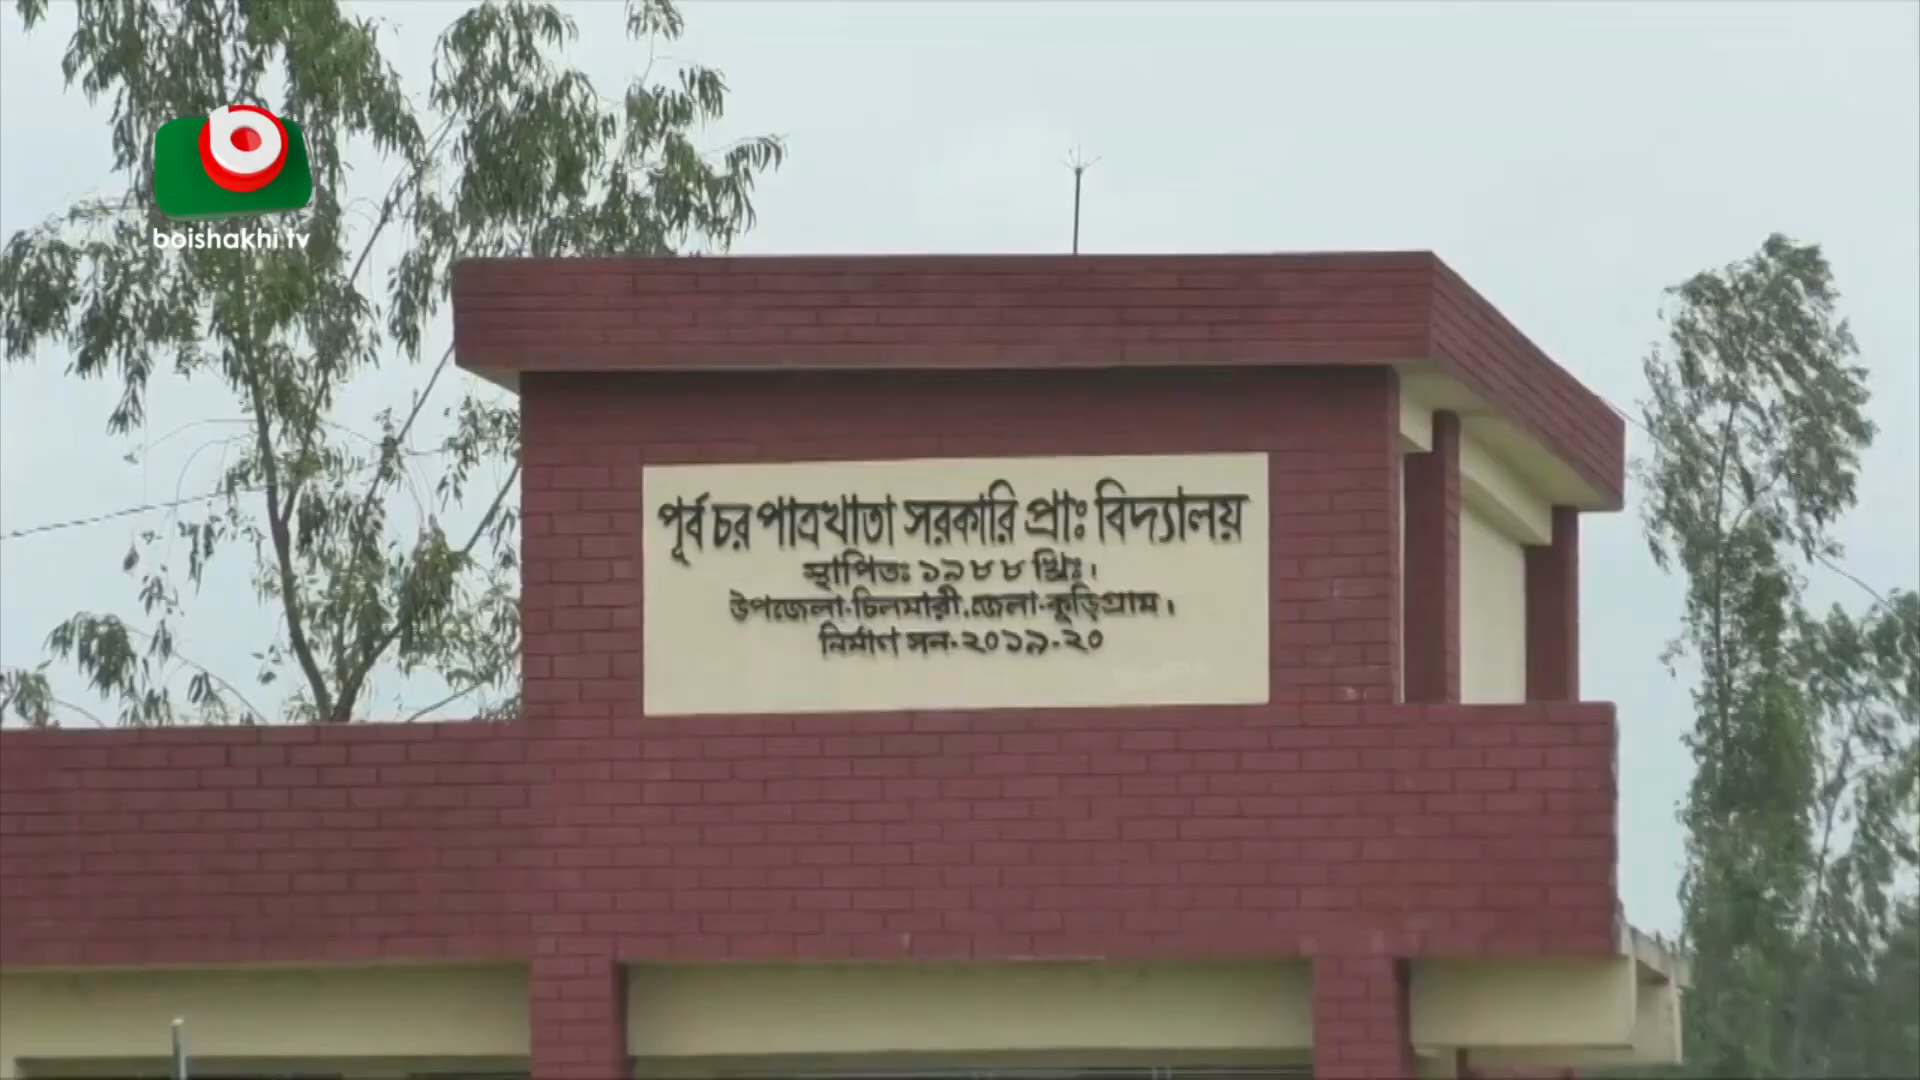 boishakhi tv
পূর্ব চর পাত্রখাতা সরকারি প্রাঃ বিদ্যালয়
স্থাপিতঃ ১৯৮৮ খ্রিঃ।
উপজেলা-চিলমারী, জেলা-কুড়িগ্রাম।
নির্মাণ সন-২০১৯-২০